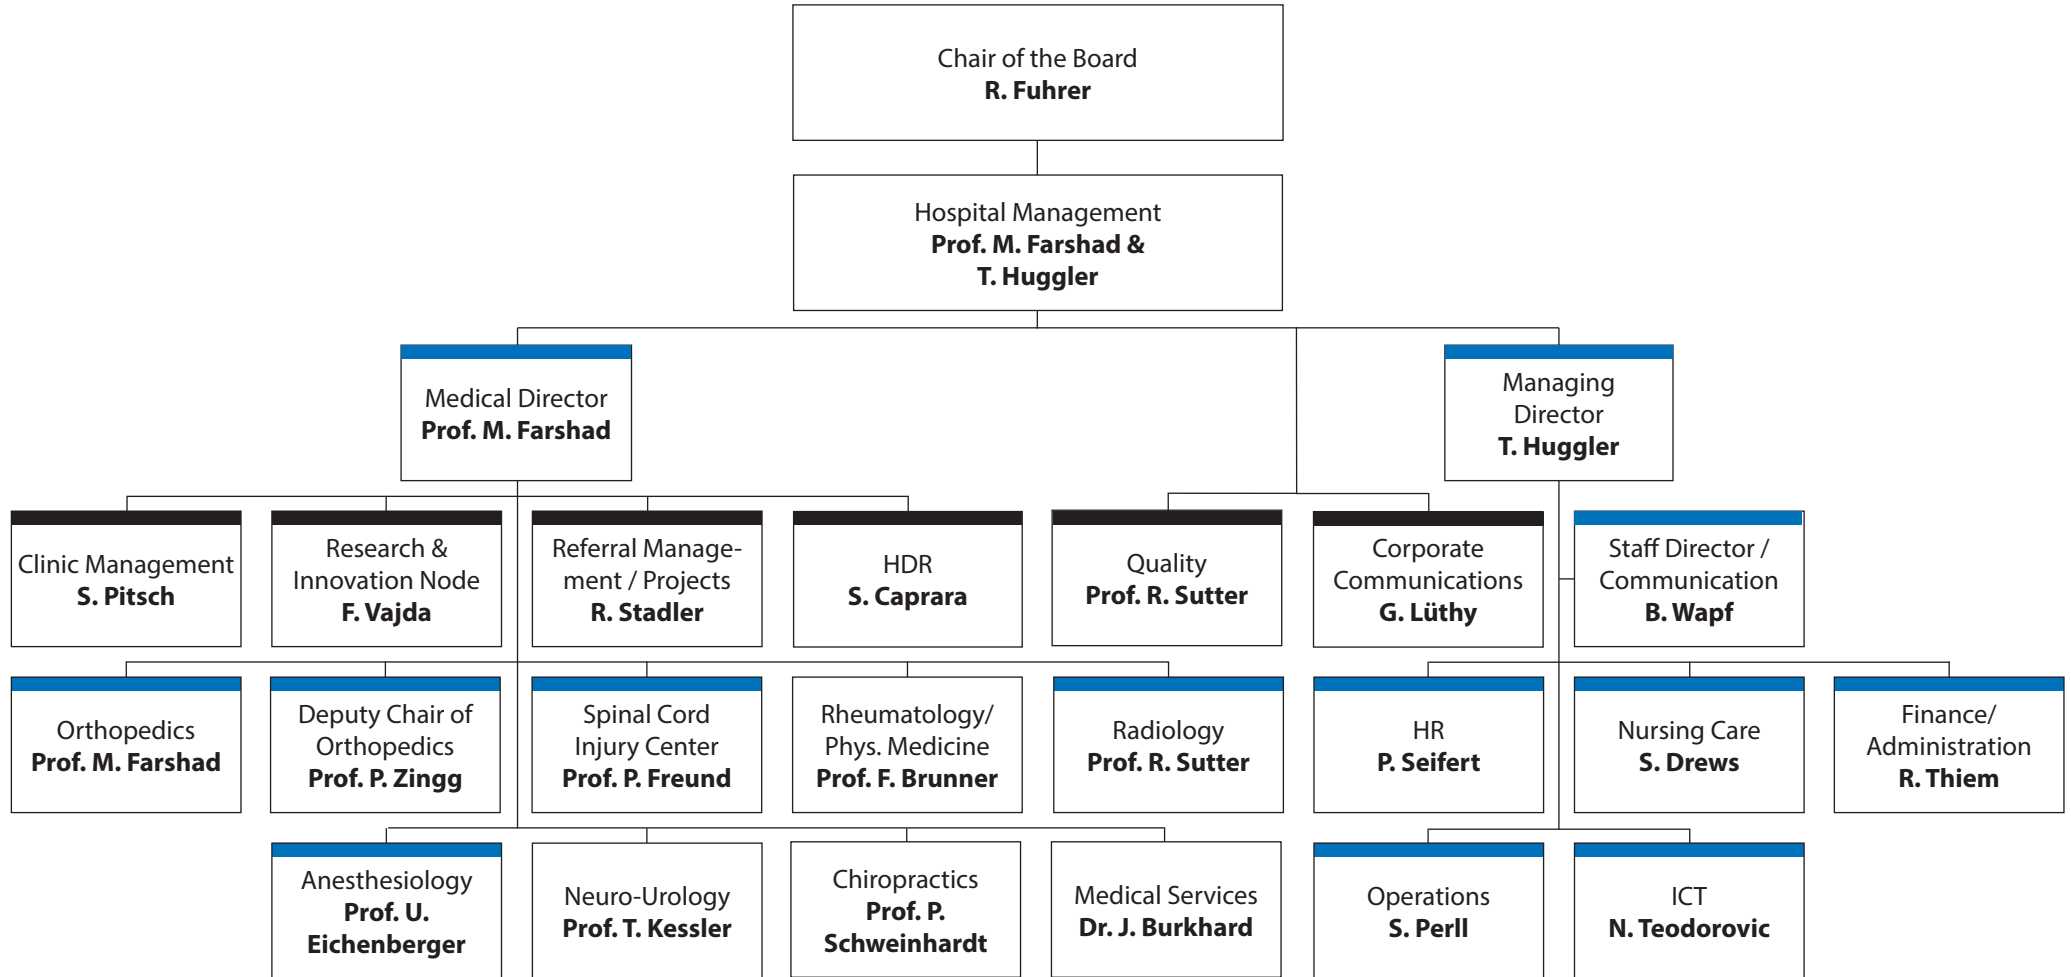 Chair of the Board
R. Fuhrer
Hospital Management
Prof. M. Farshad &
T. Huggler
Medical Director
Prof. M. Farshad
Managing
Director
T. Huggler
Clinic Management
S. Pitsch
Research &
Innovation Node
F. Vajda
Referral Manage-
ment / Projects
R. Stadler
HDR
S. Caprara
Quality
Prof. R. Sutter
Corporate
Communications
G. Lüthy
Staff Director /
Communication
B. Wapf
Orthopedics
Prof. M. Farshad
Deputy Chair of
Orthopedics
Prof. P. Zingg
Spinal Cord
Injury Center
Prof. P. Freund
Rheumatology/
Phys. Medicine
Prof. F. Brunner
Radiology
Prof. R. Sutter
HR
P. Seifert
Nursing Care
S. Drews
Finance/
Administration
R. Thiem
Anesthesiology
Prof. U.
Eichenberger
Neuro-Urology
Prof. T. Kessler
Chiropractics
Prof. P.
Schweinhardt
Medical Services
Dr. J. Burkhard
Operations
S. Perll
ICT
N. Teodorovic